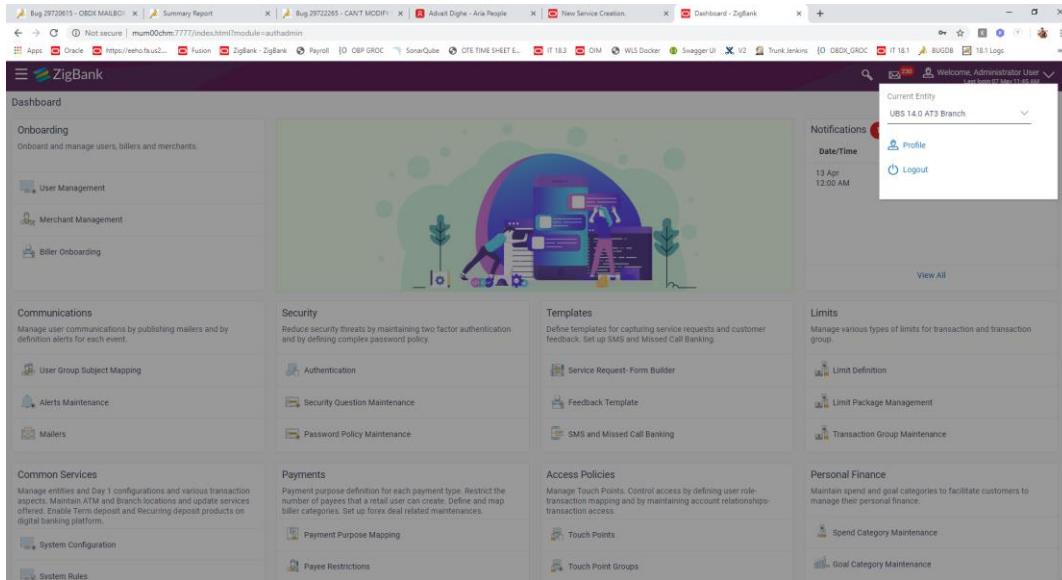 Bug 29720615 - OBDX MAILBOX
Summary Report
Bug 29722265 - CAN'T MODIFY
Advait Dighe - Aria People
New Service Creation.
Dashboard - ZigBank
Not secure | mum00chm:7777/index.html?module=authadmin
Apps
Oracle
https://eeho.fa.us2...
Fusion
ZigBank - ZigBank
Payroll
OBP GROC
SonarQube
OTE TIME SHEET E...
IT 18.3
OIM
WLS Docker
Swagger UI
V2
Trunk Jenkins
OBDX_GROC
IT 18.1
BUGDB
18.1 Logs
ZigBank
230
Welcome, Administrator User
Last login 07 May 11:45 AM
Dashboard
Current Entity
UBS 14.0 AT3 Branch
Profile
Logout
Onboarding
Onboard and manage users, billers and merchants.
User Management
Merchant Management
Biller Onboarding
Notifications
Date/Time
13 Apr
12:00 AM
View All
Communications
Manage user communications by publishing mailers and by
definition alerts for each event.
User Group Subject Mapping
Alerts Maintenance
Mailers
Security
Reduce security threats by maintaining two factor authentication
and by defining complex password policy.
Authentication
Security Question Maintenance
Password Policy Maintenance
Templates
Define templates for capturing service requests and customer
feedback. Set up SMS and Missed Call Banking.
Service Request- Form Builder
Feedback Template
SMS and Missed Call Banking
Limits
Manage various types of limits for transaction and transaction
group.
Limit Definition
Limit Package Management
Transaction Group Maintenance
Common Services
Manage entities and Day 1 configurations and various transaction
aspects. Maintain ATM and Branch locations and update services
offered. Enable Term deposit and Recurring deposit products on
digital banking platform.
System Configuration
System Rules
Payments
Payment purpose definition for each payment type. Restrict the
number of payees that a retail user can create. Define and map
biller categories. Set up forex deal related maintenances.
Payment Purpose Mapping
Payee Restrictions
Access Policies
Manage Touch Points. Control access by defining user role-
transaction mapping and by maintaining account relationships-
transaction access.
Touch Points
Touch Point Groups
Personal Finance
Maintain spend and goal categories to facilitate customers to
manage their personal finance.
Spend Category Maintenance
Goal Category Maintenance